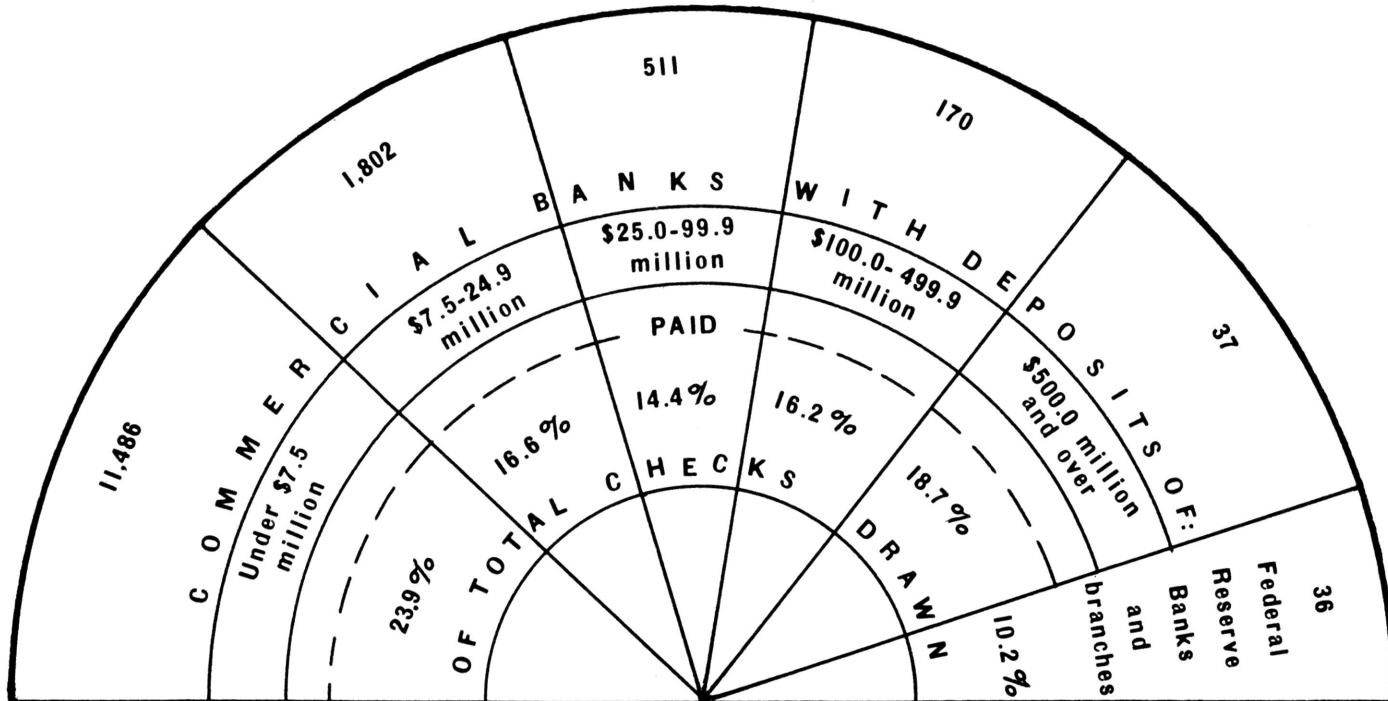 11,486
1,802
511
170
37
36
COMMERCIAL BANKS WITH DEPOSITS OF:
Under $7.5
million
$7.5-24.9
million
$25.0-99.9
million
$100.0-499.9
million
$500.0 million
and over
Federal
Reserve
Banks
and
branches
PAID
23.9%
16.6%
14.4%
16.2%
18.7%
10.2%
OF TOTAL CHECKS DRAWN